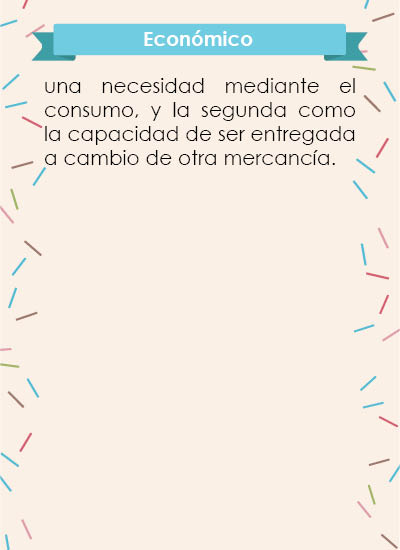 Económico
una necesidad mediante el
consumo, y la segunda como
la capacidad de ser entregada
a cambio de otra mercancía.